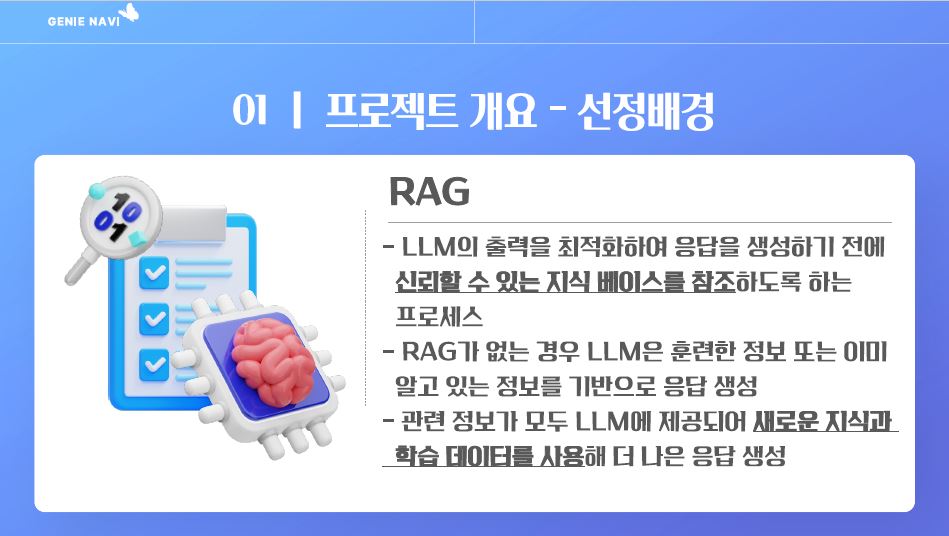 GENIE NAVI
01 | 프로젝트 개요 - 선정배경
RAG
- LLM의 출력을 최적화하여 응답을 생성하기 전에
신뢰할 수 있는 지식 베이스를 참조하도록 하는
프로세스
- RAG가 없는 경우 LLM은 훈련한 정보 또는 이미
알고 있는 정보를 기반으로 응답 생성
- 관련 정보가 모두 LLM에 제공되어 새로운 지식과
학습 데이터를 사용해 더 나은 응답 생성
10
01